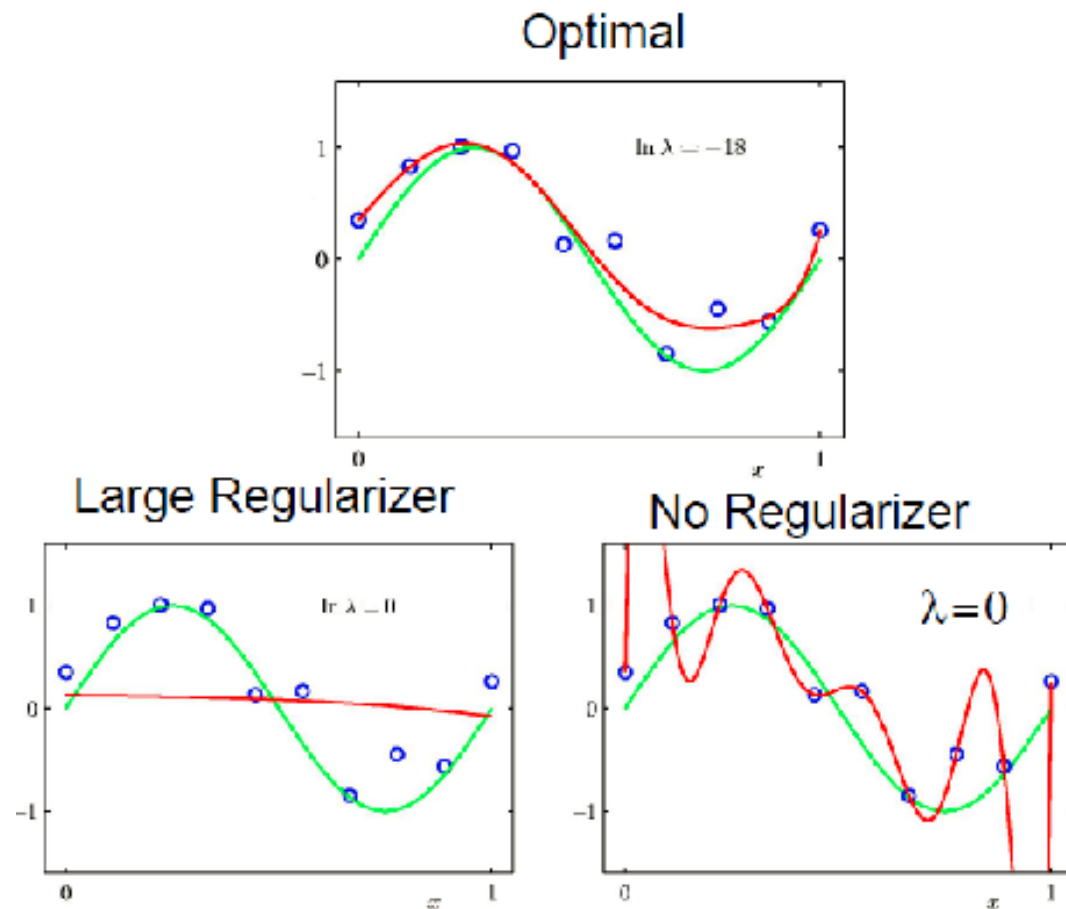 Optimal
ln λ = −18
1
0
−1
0
x
1
Large Regularizer
ln λ = 0
1
0
−1
0
x
1
No Regularizer
λ=0
1
0
−1
0
x
1